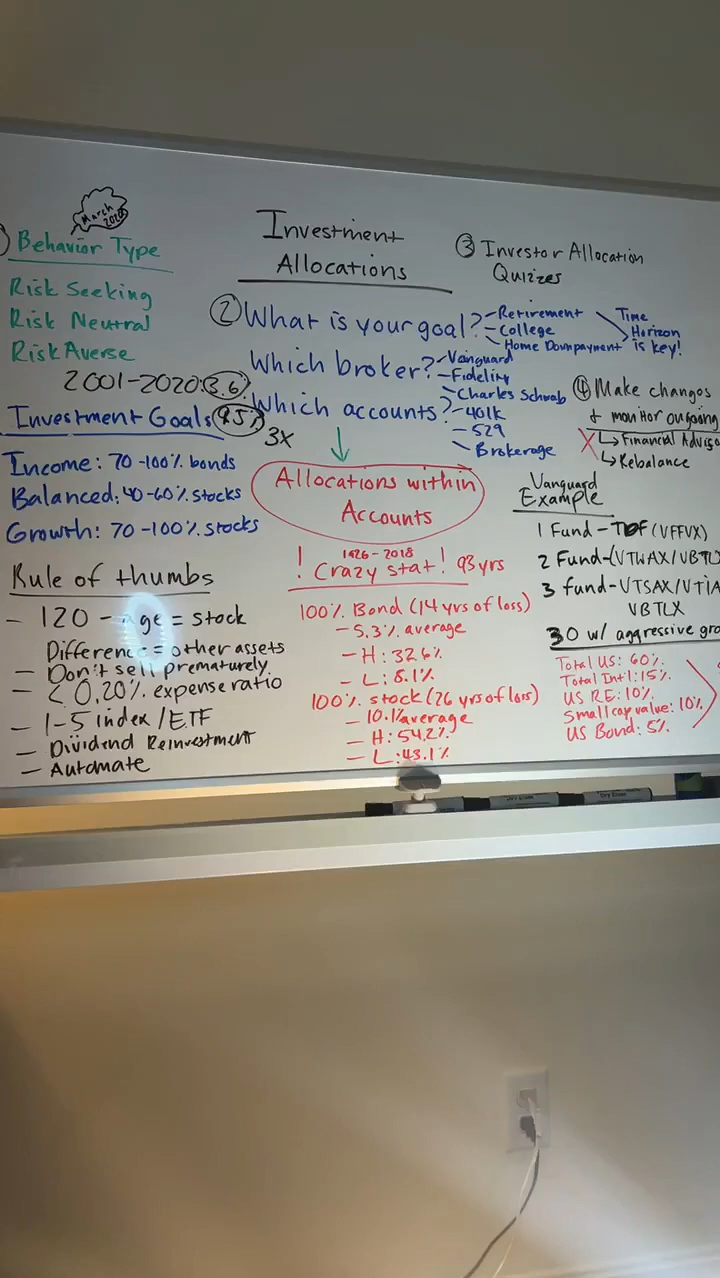 March 2020
Behavior Type
Risk Seeking
Risk Neutral
Risk Averse
2001-2020: 3.6%
Investment Goals
Income: 70-100% bonds
Balanced: 40-60% stocks
Growth: 70-100% stocks
Rule of thumbs
- 120 - age = stock
Difference = other assets
- Don't sell prematurely
- < 0.20% expense ratio
- 1-5 index/ETF
- Dividend Reinvestment
- Automate
Investment
Allocations
② What is your goal?
- Retirement
- College
- Home Downpayment
Time
Horizon
is key!
Which broker?
- Vanguard
- Fidelity
- Charles Schwab
Which accounts?
- 401k
- 529
- Brokerage
3X
Allocations within
Accounts
1926-2018
! Crazy stat! 93 yrs
100% Bond (14 yrs of loss)
- 5.3% average
- H: 32.6%
- L: 8.1%
100% stock (26 yrs of loss)
- 10.1% average
- H: 54.2%
- L: 43.1%
③ Investor Allocation
Quizzes
④ Make changes
+ monitor ongoing
X Financial Adviso
Rebalance
Vanguard
Example
1 Fund - TDF (VFFVX)
2 Fund - (VTWAX/VBTL
3 fund - VTSAX/VTIA
VBTLX
30 w/ aggressive gro
Total US: 60%
Total Int'l: 15%
US RE: 10%
Small cap value: 10%
US Bond: 5%
Dry Erase